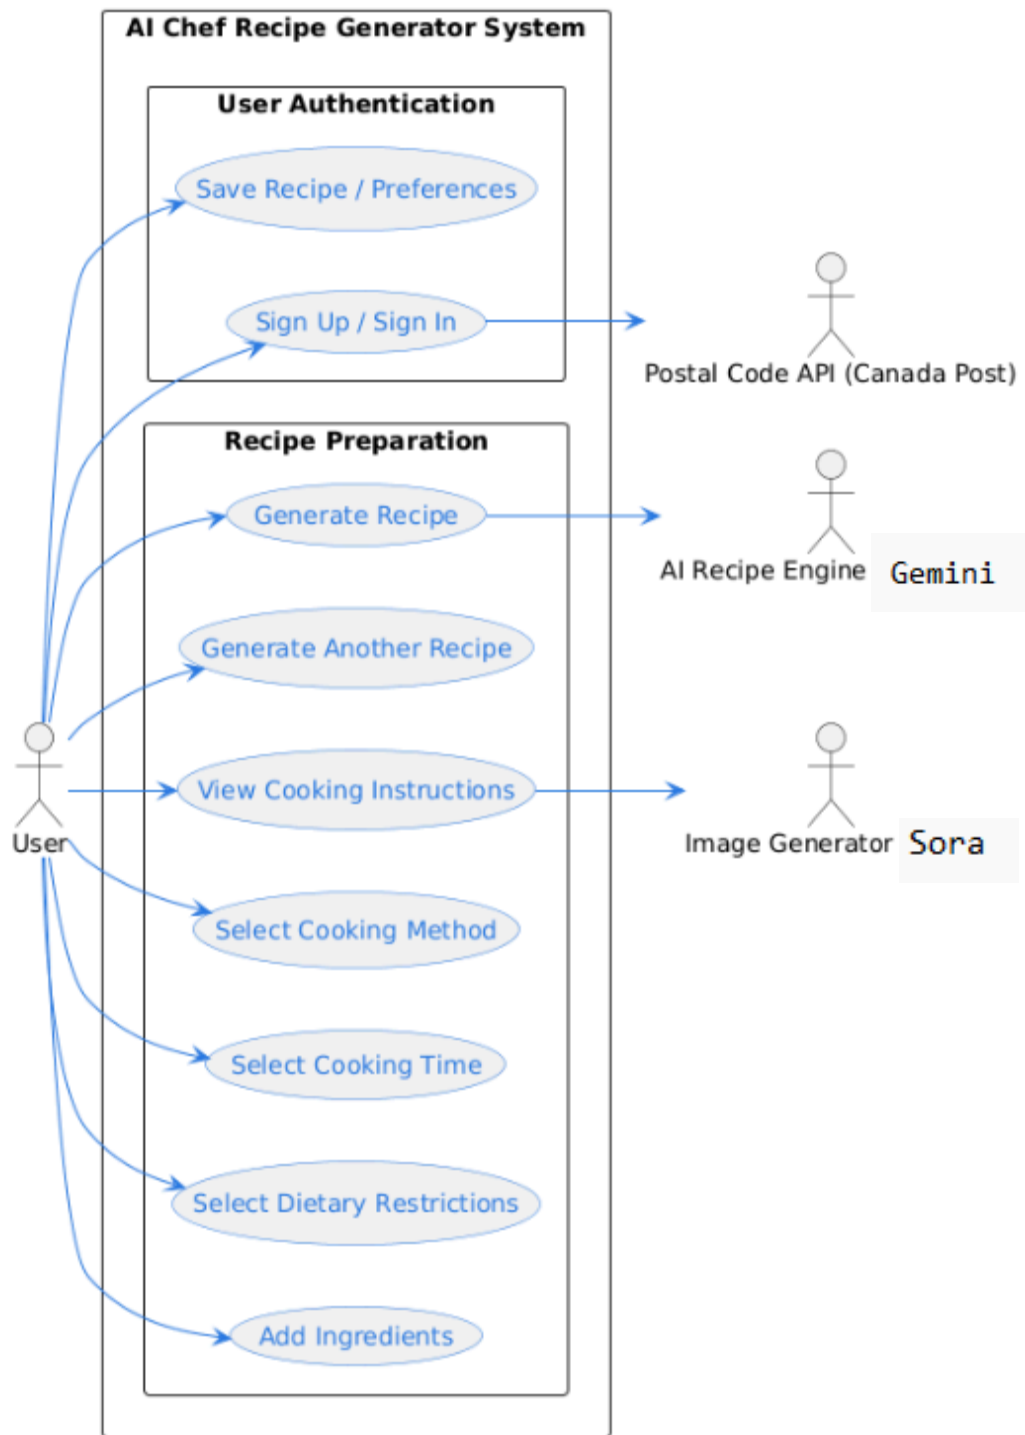 AI Chef Recipe Generator System
User Authentication
Save Recipe / Preferences
Sign Up / Sign In
Postal Code API (Canada Post)
Recipe Preparation
Generate Recipe
AI Recipe Engine Gemini
Generate Another Recipe
View Cooking Instructions
User
Image Generator Sora
Select Cooking Method
Select Cooking Time
Select Dietary Restrictions
Add Ingredients